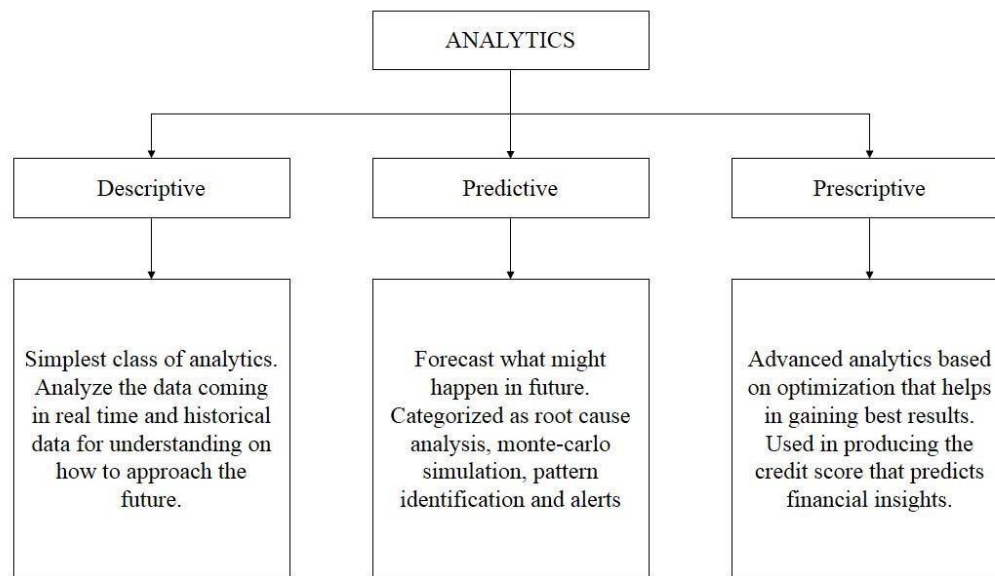 ANALYTICS
Descriptive
Predictive
Prescriptive
Simplest class of analytics.
Analyze the data coming
in real time and historical
data for understanding on
how to approach the
future.
Forecast what might
happen in future.
Categorized as root cause
analysis, monte-carlo
simulation, pattern
identification and alerts
Advanced analytics based
on optimization that helps
in gaining best results.
Used in producing the
credit score that predicts
financial insights.